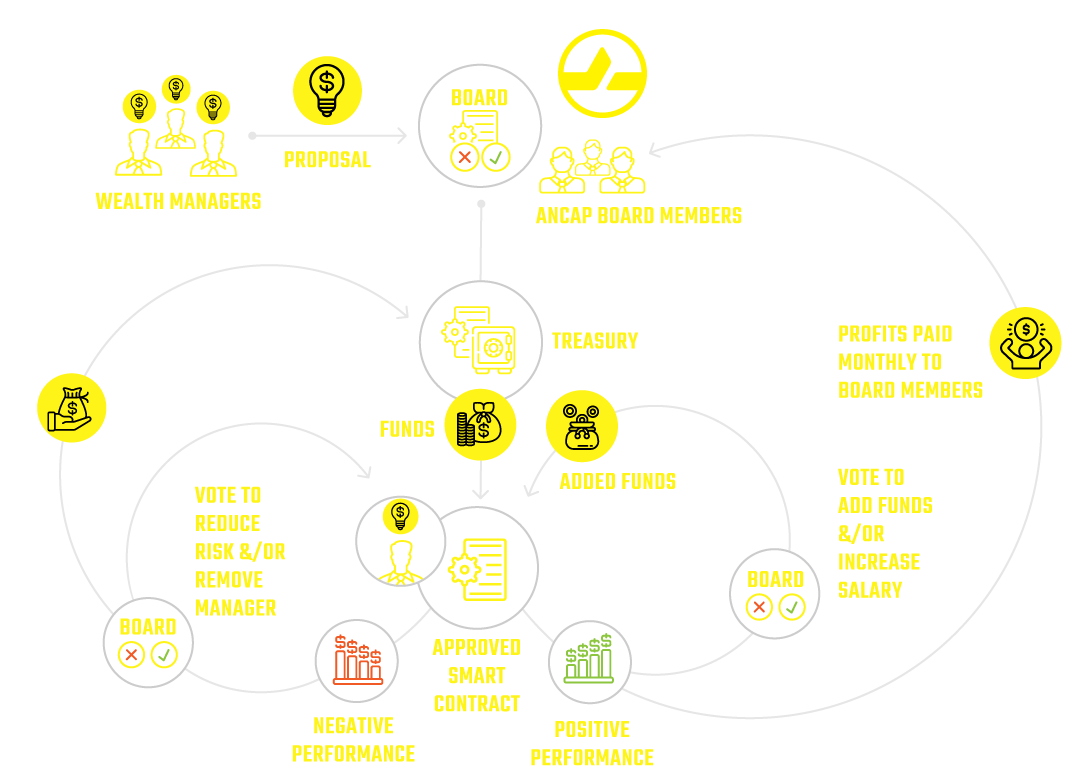 BOARD
PROPOSAL
WEALTH MANAGERS
ANCAP BOARD MEMBERS
TREASURY
PROFITS PAID
MONTHLY TO
BOARD MEMBERS
FUNDS
ADDED FUNDS
VOTE TO
REDUCE
RISK &/OR
REMOVE
MANAGER
VOTE TO
ADD FUNDS
&/OR
INCREASE
SALARY
BOARD
BOARD
APPROVED
SMART
CONTRACT
NEGATIVE
PERFORMANCE
POSITIVE
PERFORMANCE